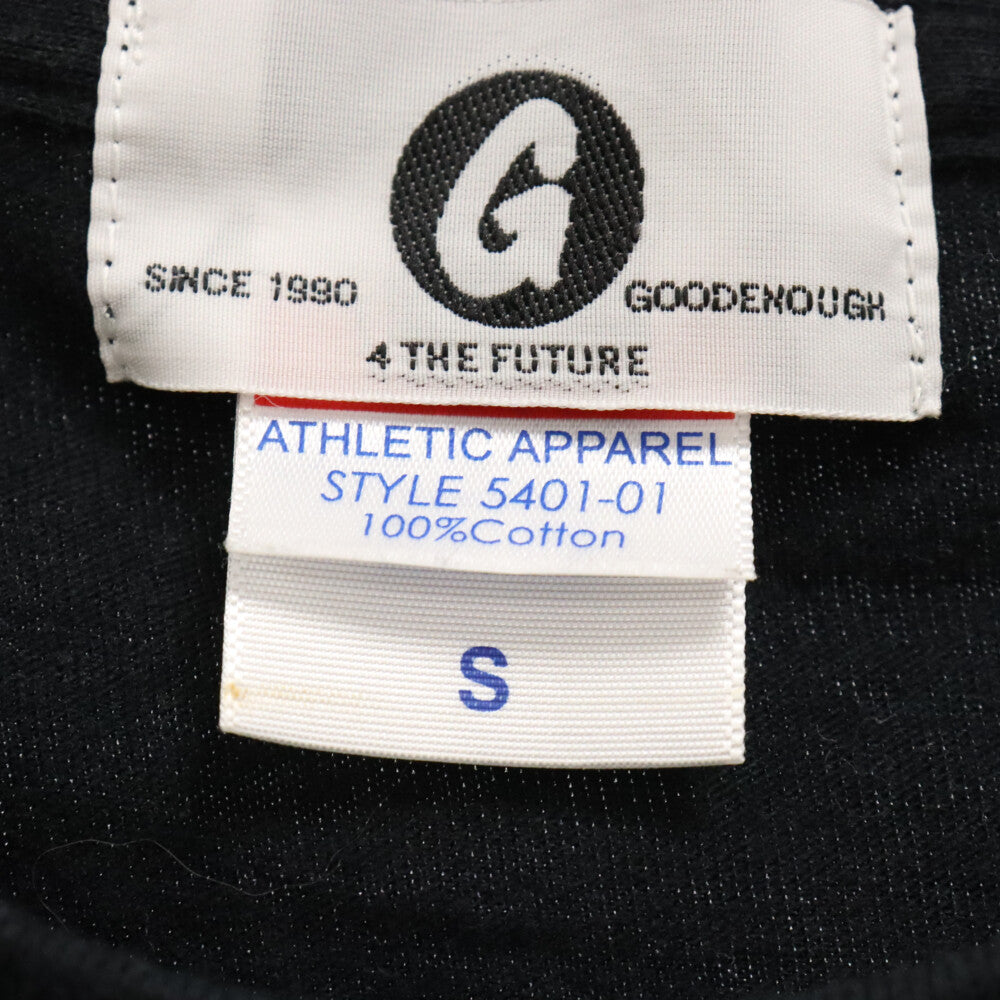 G
SINCE 1990 GOODENOUGH
4 THE FUTURE
ATHLETIC APPAREL
STYLE 5401-01
100%Cotton
S